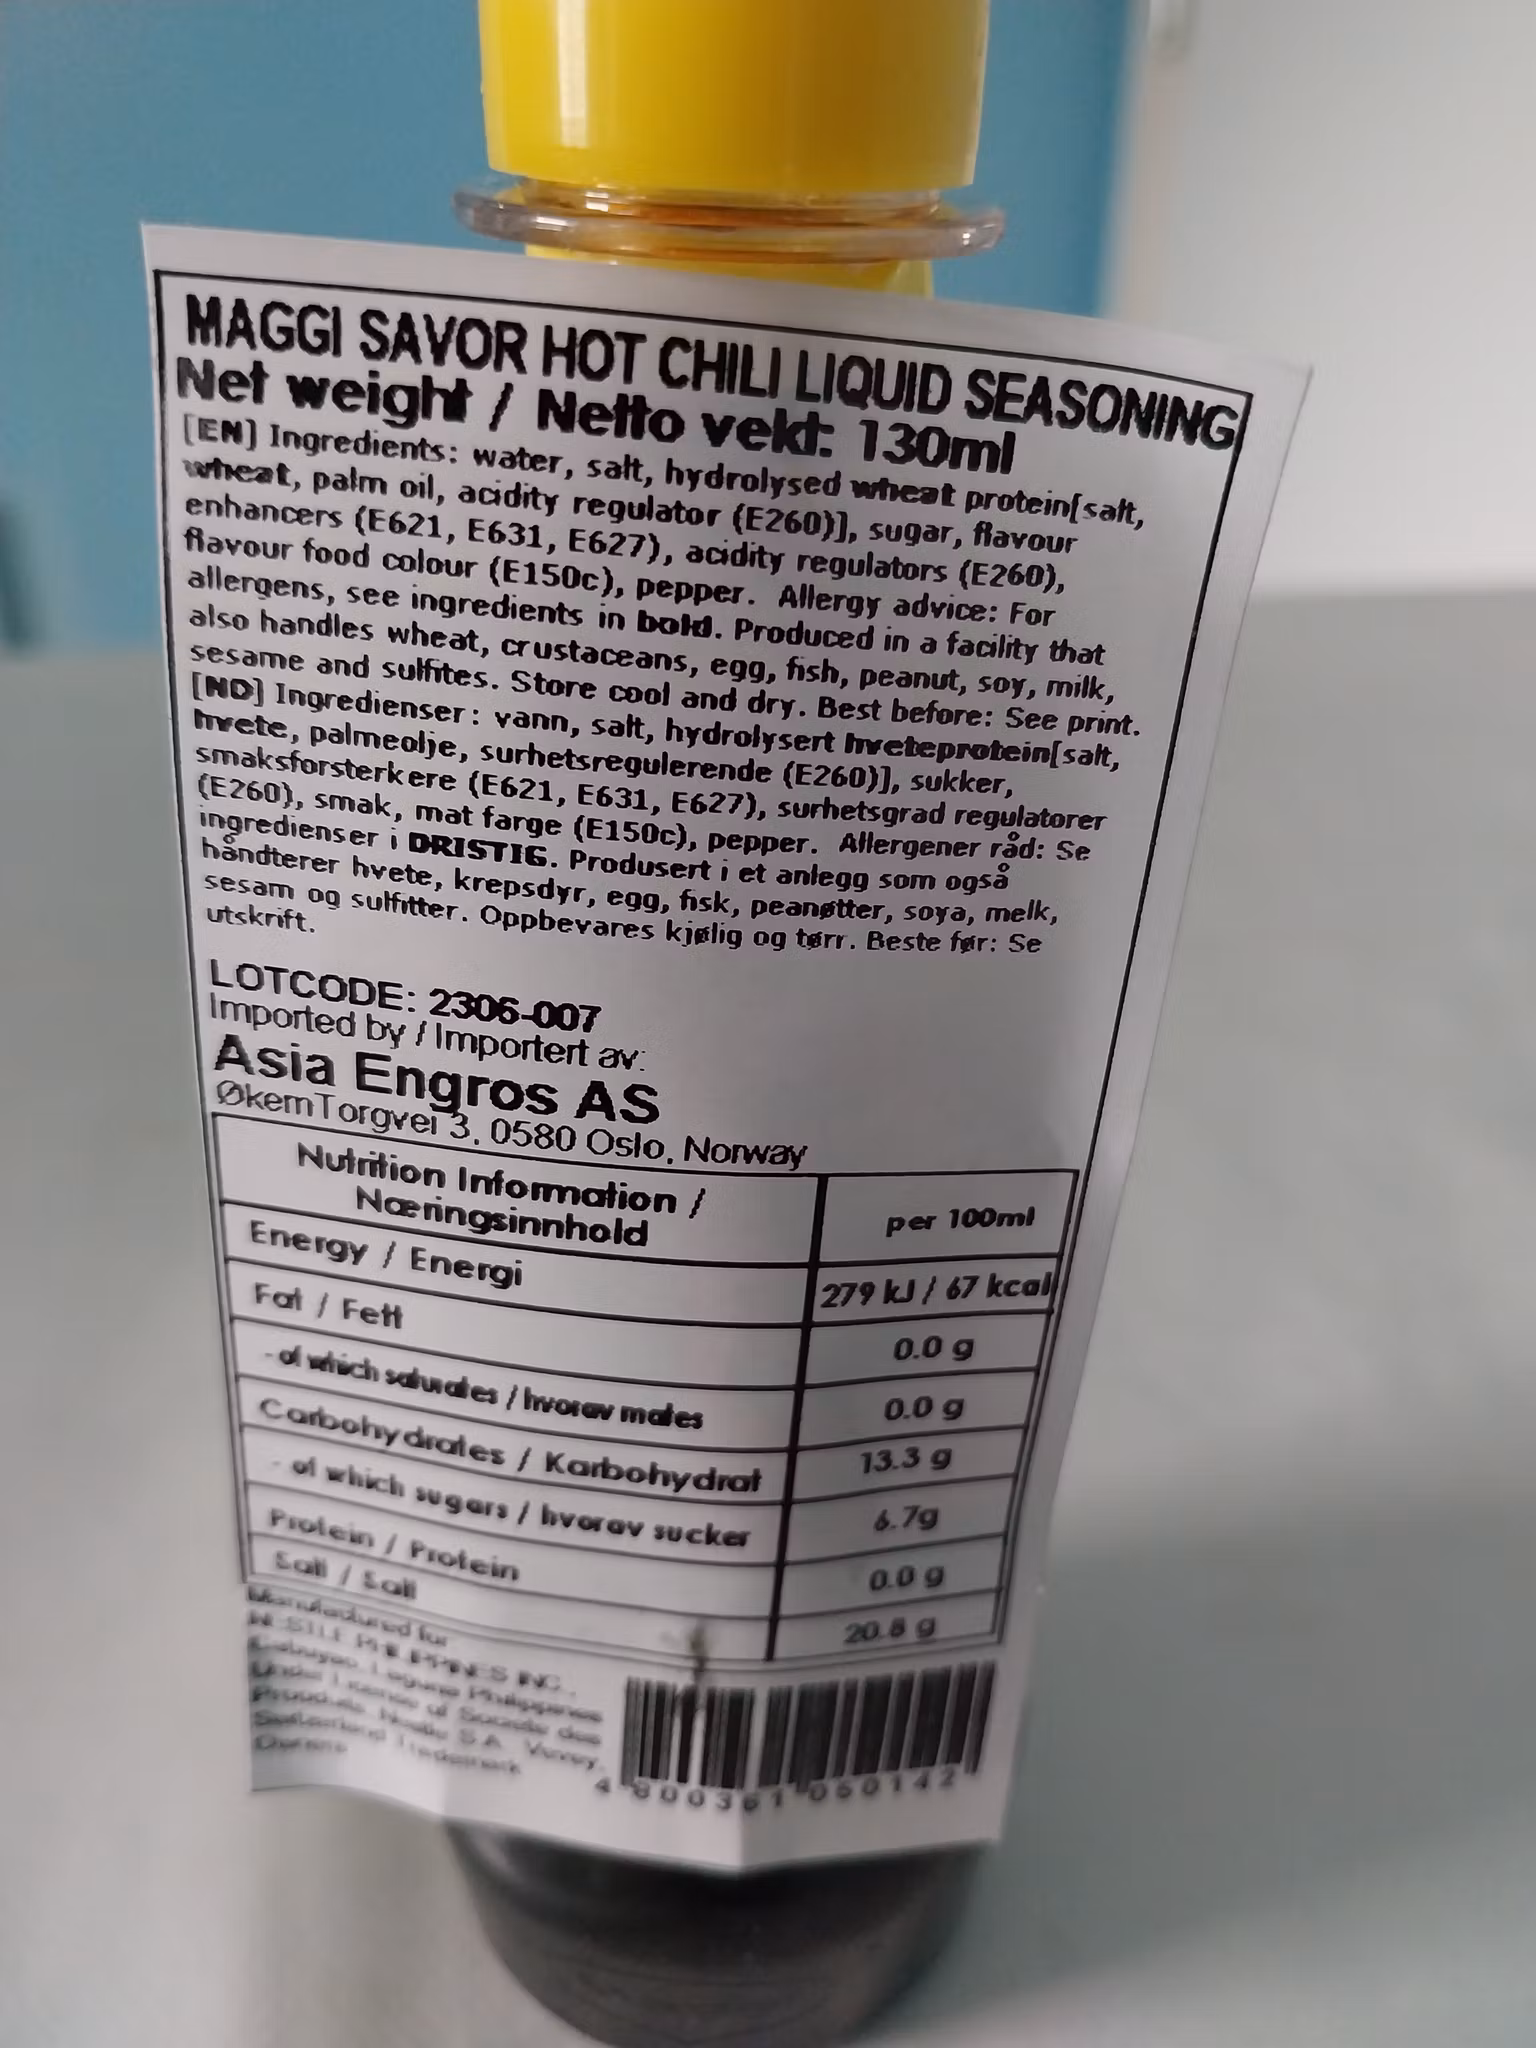 MAGGI SAVOR HOT CHILI LIQUID SEASONING
Net weight / Netto vekt: 130ml
[EN] Ingredients: water, salt, hydrolysed wheat protein[salt,
wheat, palm oil, acidity regulator (E260)], sugar, flavour
enhancers (E621, E631, E627), acidity regulators (E260),
flavour food colour (E150c), pepper. Allergy advice: For
allergens, see ingredients in bold. Produced in a facility that
also handles wheat, crustaceans, egg, fish, peanut, soy, milk,
sesame and sulfites. Store cool and dry. Best before: See print.
[NO] Ingredienser: vann, salt, hydrolysert hveteprotein[salt,
hvete, palmeolje, surhetsregulerende (E260)], sukker,
smaksforsterkere (E621, E631, E627), surhetsgrad regulatorer
(E260), smak, mat farge (E150c), pepper. Allergener råd: Se
ingredienser i DRISTIG. Produsert i et anlegg som også
håndterer hvete, krepsdyr, egg, fisk, peanøtter, soya, melk,
sesam og sulfitter. Oppbevares kjølig og tørr. Beste før: Se
utskrift.
LOTCODE: 2306-007
Imported by / Importert av:
Asia Engros AS
ØkernTorgvei 3, 0580 Oslo, Norway
Nutrition Information / per 100ml
Næringsinnhold
Energy / Energi 279 kJ / 67 kcal
Fat / Fett 0.0 g
- of which saturates / hvorav mates 0.0 g
Carbohydrates / Karbohydrat 13.3 g
- of which sugars / hvorav sucker 6.7g
Protein / Protein 0.0 g
Salt / Salt 20.8 g
Manufactured for
NESTLE PHILIPPINES INC.,
Cabuyao, Laguna Philippines
Under License of Societe des
Produits Nestle S.A. Vevey,
Switzerland Trademark
Owners
4 800361 060142